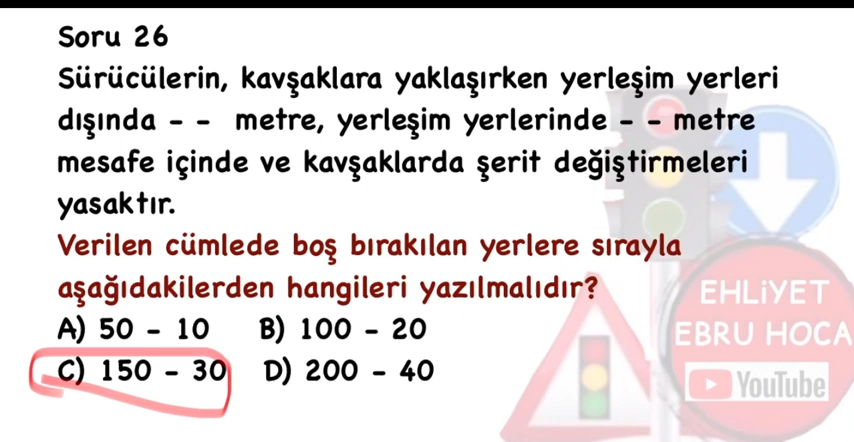 Soru 26
Sürücülerin, kavşaklara yaklaşırken yerleşim yerleri
dışında - - metre, yerleşim yerlerinde - - metre
mesafe içinde ve kavşaklarda şerit değiştirmeleri
yasaktır.
Verilen cümlede boş bırakılan yerlere sırayla
aşağıdakilerden hangileri yazılmalıdır?
A) 50 - 10 B) 100 - 20
C) 150 - 30 D) 200 - 40
EHLİYET
EBRU HOCA
YouTube